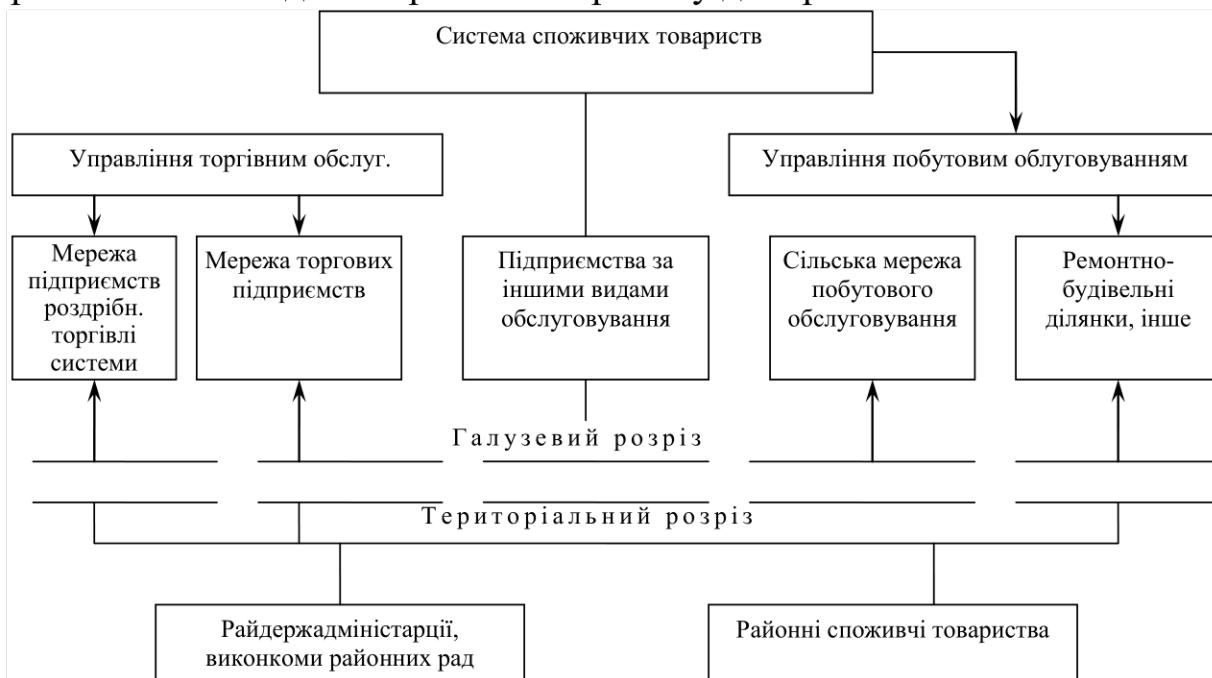 Система споживчих товариств
Управління торгівним обслуг.
Управління побутовим облуговуванням
Мережа
підприємств
роздрібн.
торгівлі
системи
Мережа торгових
підприємств
Підприємства за
іншими видами
обслуговування
Сільська мережа
побутового
обслуговування
Ремонтно-
будівельні
ділянки, інше
Галузевий розріз
Територіальний розріз
Райдержадміністарції,
виконкоми районних рад
Районні споживчі товариства